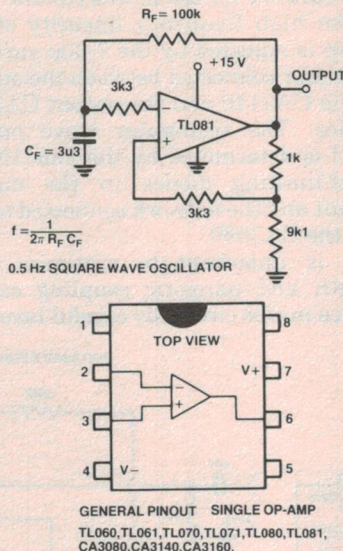 RF = 100k
+15 V
3k3
OUTPUT
−
TL081
+
CF = 3u3
1k
3k3
9k1
f = 1
2π RF CF
0.5 Hz SQUARE WAVE OSCILLATOR
1
8
TOP VIEW
2
V+
7
−
+
3
6
4
V−
5
GENERAL PINOUT SINGLE OP-AMP
TL060,TL061,TL070,TL071,TL080,TL081,
CA3080,CA3140,CA3160.